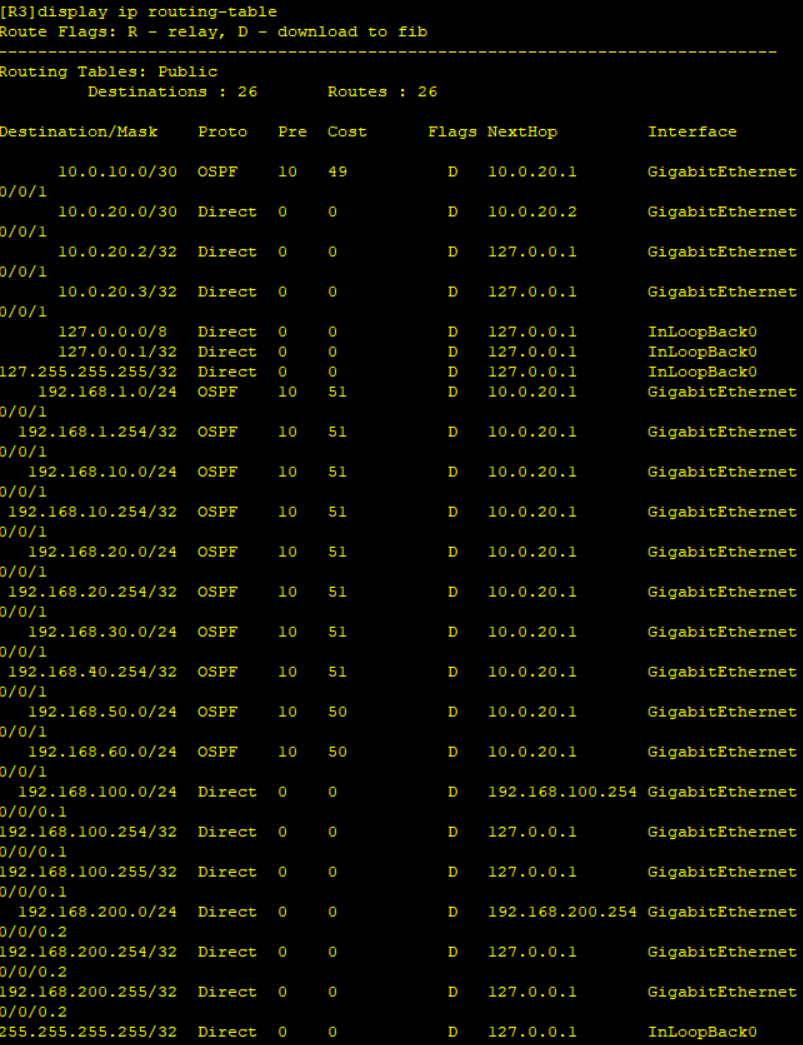 [R3]display ip routing-table
Route Flags: R - relay, D - download to fib
------------------------------------------------------------------------------
Routing Tables: Public
         Destinations : 26       Routes : 26

Destination/Mask    Proto   Pre  Cost      Flags NextHop         Interface

      10.0.10.0/30  OSPF    10   49          D   10.0.20.1       GigabitEthernet
0/0/1
      10.0.20.0/30  Direct  0    0           D   10.0.20.2       GigabitEthernet
0/0/1
      10.0.20.2/32  Direct  0    0           D   127.0.0.1       GigabitEthernet
0/0/1
      10.0.20.3/32  Direct  0    0           D   127.0.0.1       GigabitEthernet
0/0/1
      127.0.0.0/8   Direct  0    0           D   127.0.0.1       InLoopBack0
      127.0.0.1/32  Direct  0    0           D   127.0.0.1       InLoopBack0
127.255.255.255/32  Direct  0    0           D   127.0.0.1       InLoopBack0
    192.168.1.0/24  OSPF    10   51          D   10.0.20.1       GigabitEthernet
0/0/1
  192.168.1.254/32  OSPF    10   51          D   10.0.20.1       GigabitEthernet
0/0/1
   192.168.10.0/24  OSPF    10   51          D   10.0.20.1       GigabitEthernet
0/0/1
 192.168.10.254/32  OSPF    10   51          D   10.0.20.1       GigabitEthernet
0/0/1
   192.168.20.0/24  OSPF    10   51          D   10.0.20.1       GigabitEthernet
0/0/1
 192.168.20.254/32  OSPF    10   51          D   10.0.20.1       GigabitEthernet
0/0/1
   192.168.30.0/24  OSPF    10   51          D   10.0.20.1       GigabitEthernet
0/0/1
 192.168.40.254/32  OSPF    10   51          D   10.0.20.1       GigabitEthernet
0/0/1
   192.168.50.0/24  OSPF    10   50          D   10.0.20.1       GigabitEthernet
0/0/1
   192.168.60.0/24  OSPF    10   50          D   10.0.20.1       GigabitEthernet
0/0/1
  192.168.100.0/24  Direct  0    0           D   192.168.100.254 GigabitEthernet
0/0/0.1
192.168.100.254/32  Direct  0    0           D   127.0.0.1       GigabitEthernet
0/0/0.1
192.168.100.255/32  Direct  0    0           D   127.0.0.1       GigabitEthernet
0/0/0.1
  192.168.200.0/24  Direct  0    0           D   192.168.200.254 GigabitEthernet
0/0/0.2
192.168.200.254/32  Direct  0    0           D   127.0.0.1       GigabitEthernet
0/0/0.2
192.168.200.255/32  Direct  0    0           D   127.0.0.1       GigabitEthernet
0/0/0.2
255.255.255.255/32  Direct  0    0           D   127.0.0.1       InLoopBack0